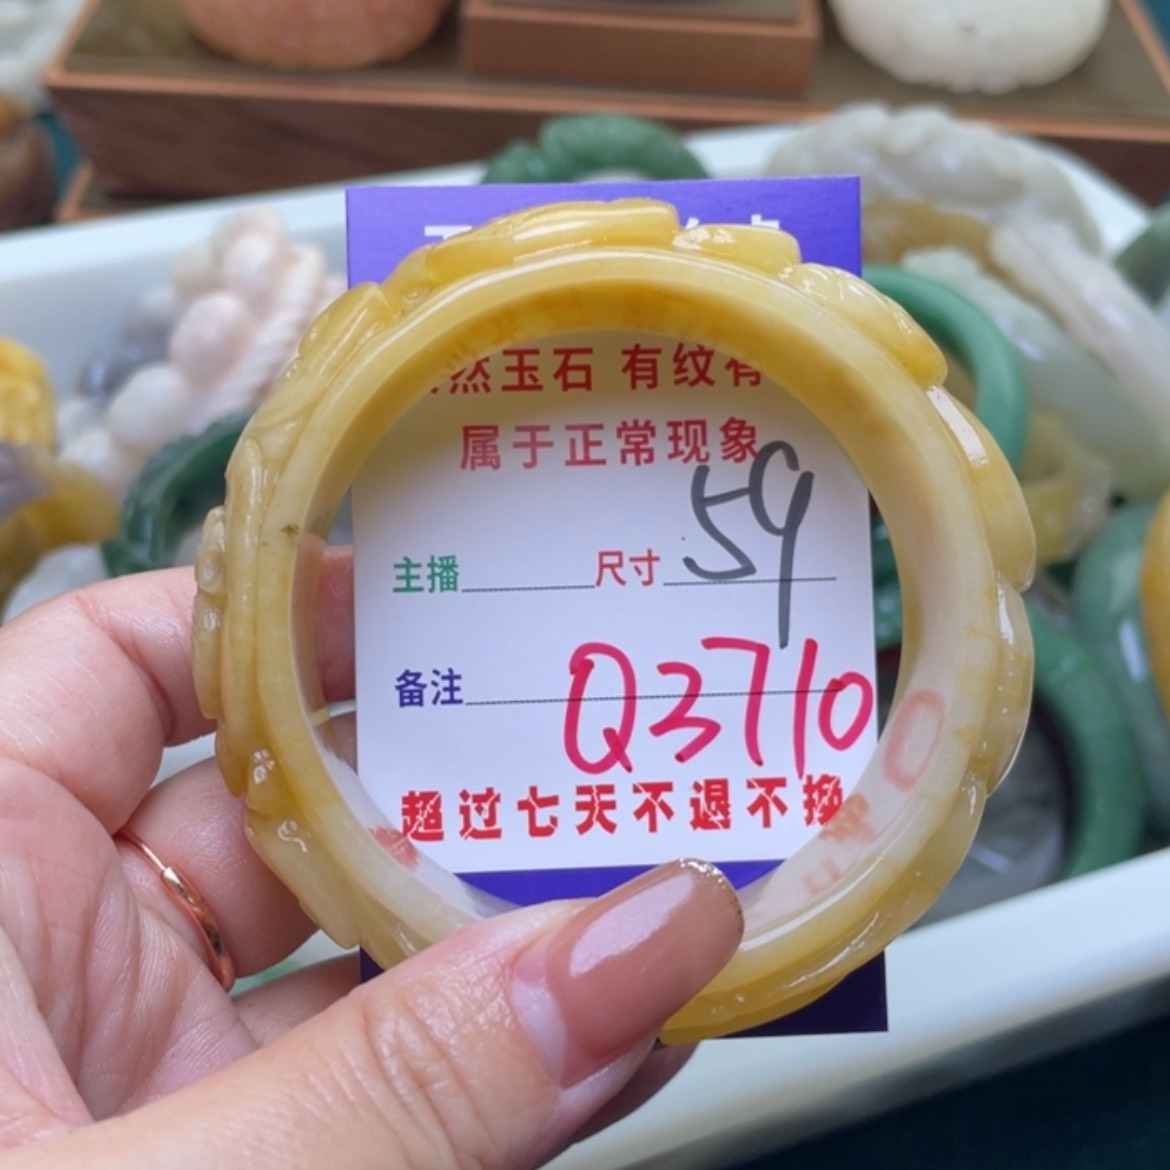 然玉石 有纹有
属于正常现象
主播 尺寸 59
备注 Q3710
超过七天不退不换